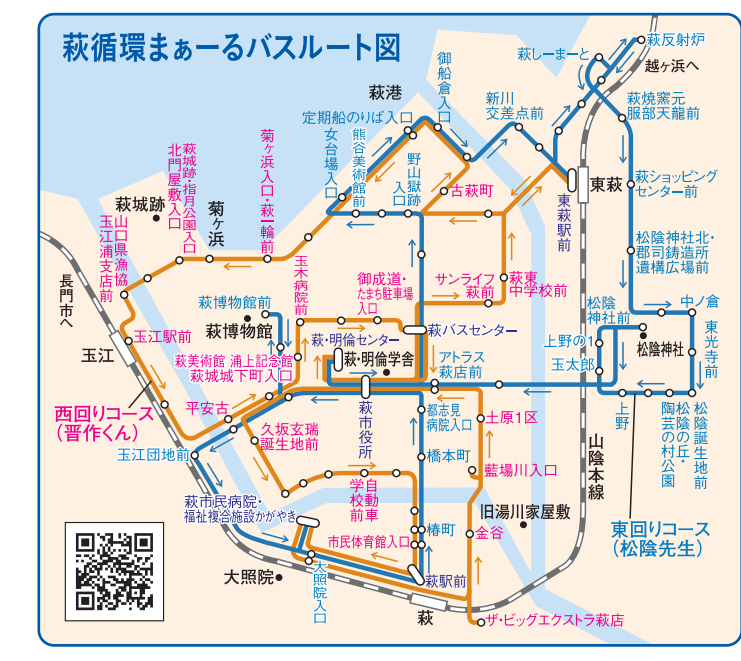 萩循環まぁーるバスルート図
萩しーまーと
萩反射炉
越ヶ浜へ
御船倉入口
萩港
定期船のりば入口
新川
交差点前
萩焼窯元
服部天龍前
女台場入口
熊谷美術館前
野山獄跡
入口
古萩町
東萩
東萩駅前
萩ショッピング
センター前
菊ヶ浜入口・萩一輪前
萩城跡・指月公園入口
北門屋敷入口
萩城跡
菊ヶ浜
山口県漁協
玉江浦支店前
長門市へ
玉木病院前
御成道・
たまち駐車場
入口
サンライフ
萩前
萩東
中学校前
松陰神社北・
郡司鋳造所
遺構広場前
萩博物館前
萩博物館
玉江駅前
玉江
萩・明倫センター
萩バスセンター
萩美術館 浦上記念館・
萩城城下町入口
萩・明倫学舎
アトラス
萩店前
松陰
神社前
中ノ倉
上野の1
松陰神社
玉太郎
東光寺前
西回りコース
（晋作くん）
平安古
萩市役所
都志見
病院入口
土原1区
上野
陶芸の村公園
松陰の丘・
松陰誕生地前
久坂玄瑞
誕生地前
橋本町
藍場川入口
山陰本線
玉江団地前
自動車
学校前
旧湯川家屋敷
東回りコース
（松陰先生）
萩市民病院・
福祉複合施設かがやき
市民体育館入口
椿町
金谷
大照院
大照院入口
萩駅前
萩
ザ・ビッグエクストラ萩店